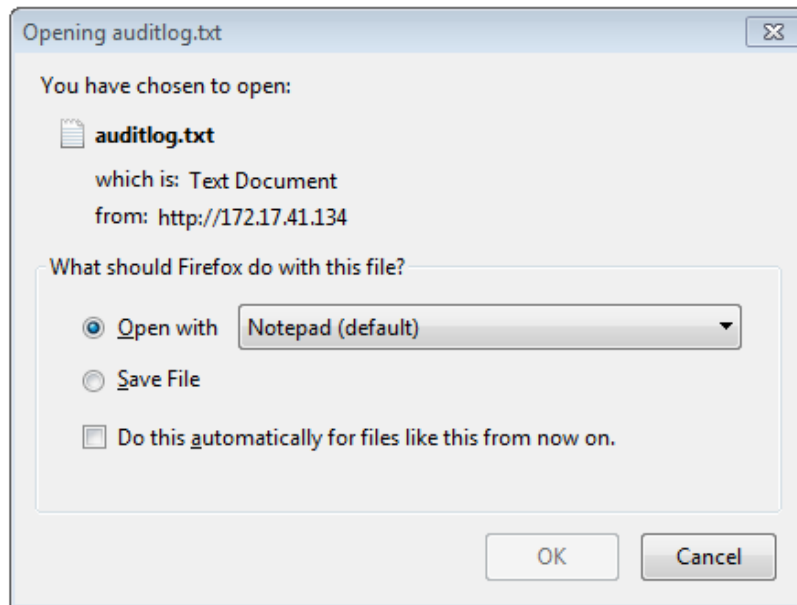 Opening auditlog.txt
You have chosen to open:
auditlog.txt
which is: Text Document
from: http://172.17.41.134
What should Firefox do with this file?
Open with Notepad (default)
Save File
Do this automatically for files like this from now on.
OK Cancel